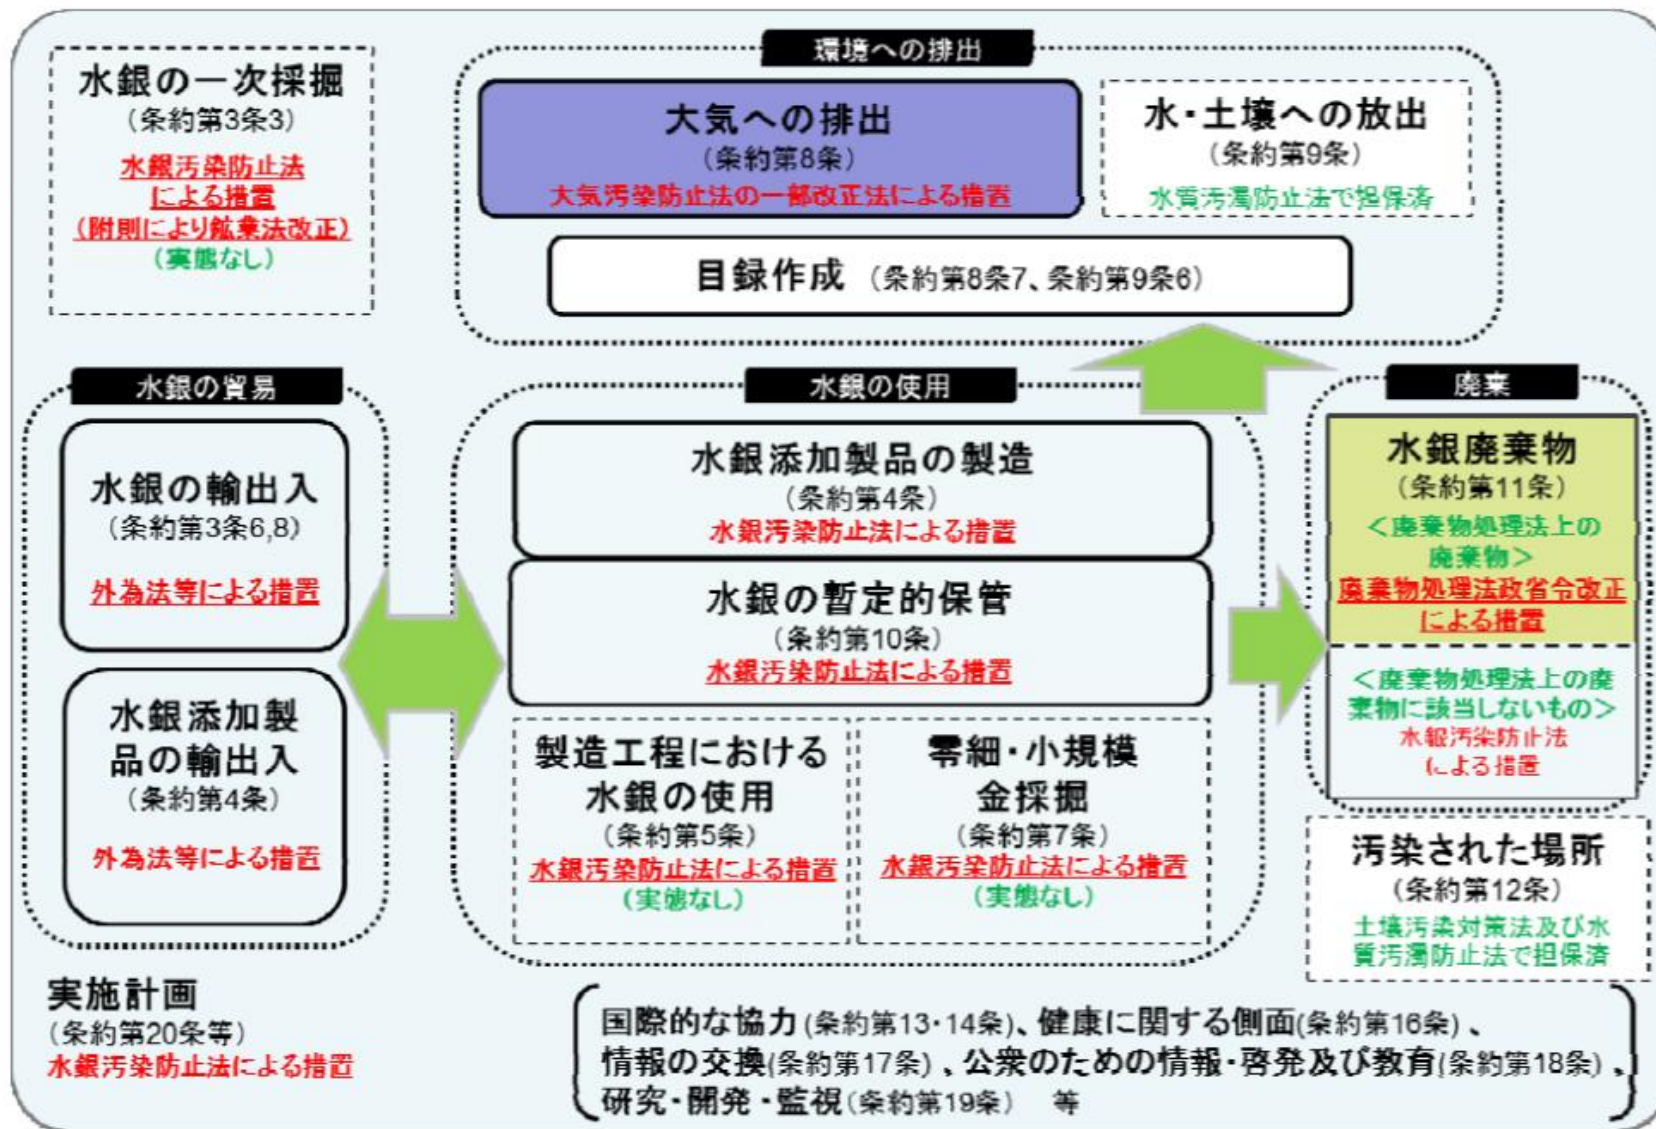 水銀の一次採掘
(条約第3条3)
水銀汚染防止法
による措置
(附則により鉱業法改正)
(実態なし)
環境への排出
大気への排出
(条約第8条)
大気汚染防止法の一部改正法による措置
水・土壌への放出
(条約第9条)
水質汚濁防止法で担保済
目録作成 (条約第8条7、条約第9条6)
水銀の貿易
水銀の輸出入
(条約第3条6,8)
外為法等による措置
水銀添加製
品の輸出入
(条約第4条)
外為法等による措置
水銀の使用
水銀添加製品の製造
(条約第4条)
水銀汚染防止法による措置
水銀の暫定的保管
(条約第10条)
水銀汚染防止法による措置
製造工程における
水銀の使用
(条約第5条)
水銀汚染防止法による措置
(実態なし)
零細・小規模
金採掘
(条約第7条)
水銀汚染防止法による措置
(実態なし)
廃棄
水銀廃棄物
(条約第11条)
<廃棄物処理法上の
廃棄物>
廃棄物処理法政省令改正
による措置
<廃棄物処理法上の廃
棄物に該当しないもの>
水銀汚染防止法
による措置
汚染された場所
(条約第12条)
土壌汚染対策法及び水
質汚濁防止法で担保済
実施計画
(条約第20条等)
水銀汚染防止法による措置
国際的な協力(条約第13・14条)、健康に関する側面(条約第16条)、
情報の交換(条約第17条)、公衆のための情報・啓発及び教育(条約第18条)、
研究・開発・監視(条約第19条) 等